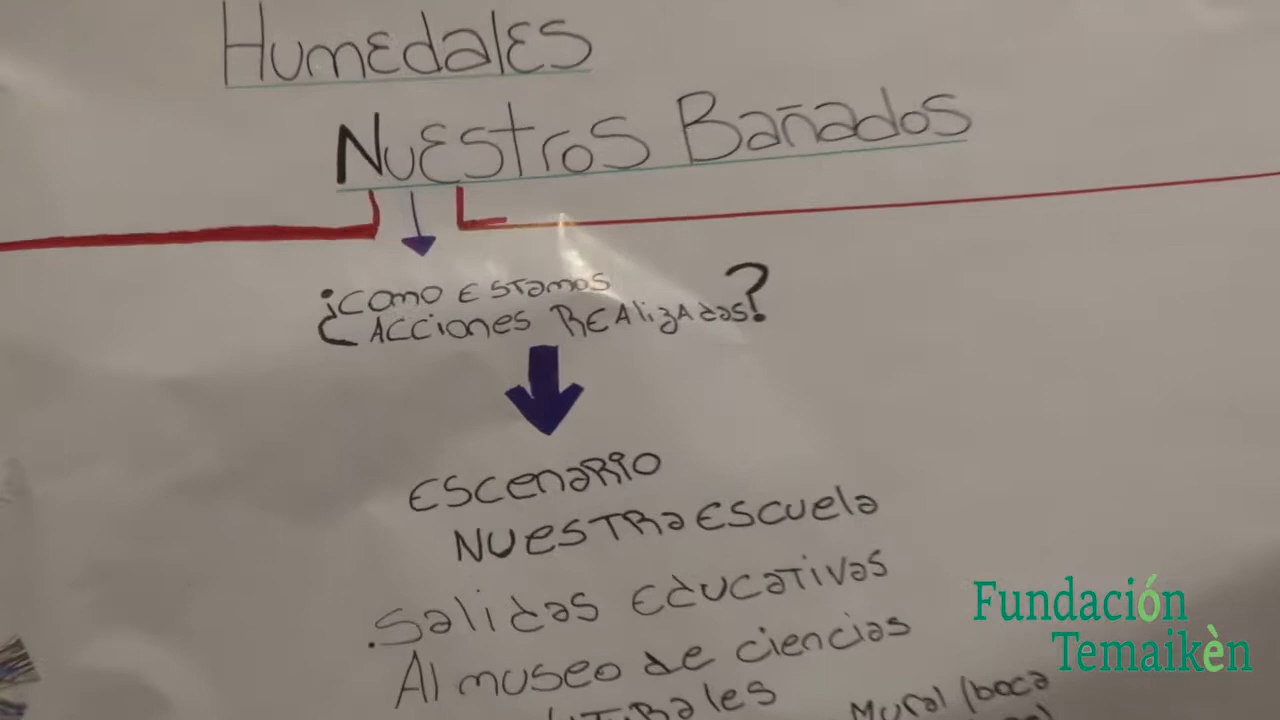 Humedales
Nuestros Bañados
¿Como estamos
Acciones Realizadas?
Escenario
Nuestra Escuela
.Salidas Educativas
Al museo de ciencias
Mural (boca
Fundación
Temaikèn